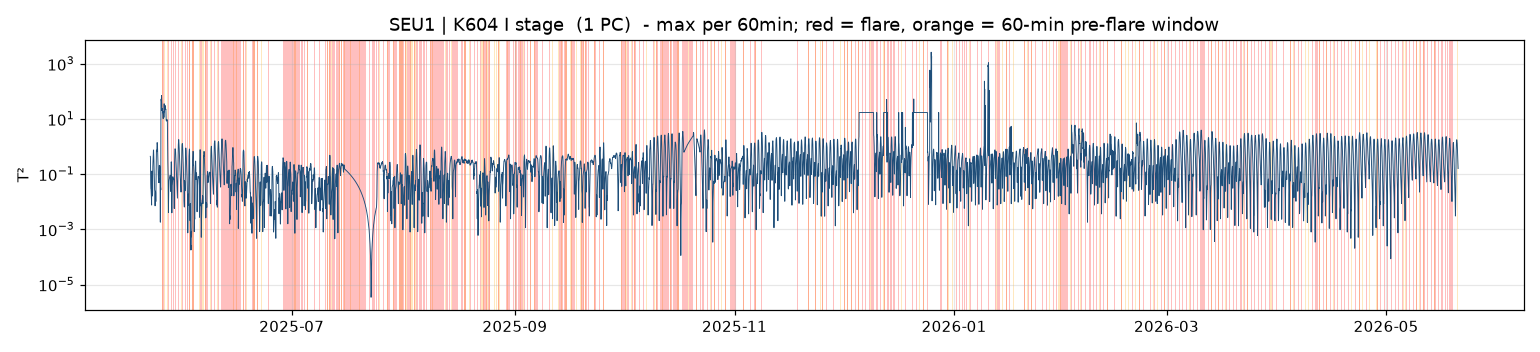 SEU1 | K604 I stage  (1 PC)  - max per 60min; red = flare, orange = 60-min pre-flare window
T²
10³
10¹
10⁻¹
10⁻³
10⁻⁵
2025-07 2025-09 2025-11 2026-01 2026-03 2026-05